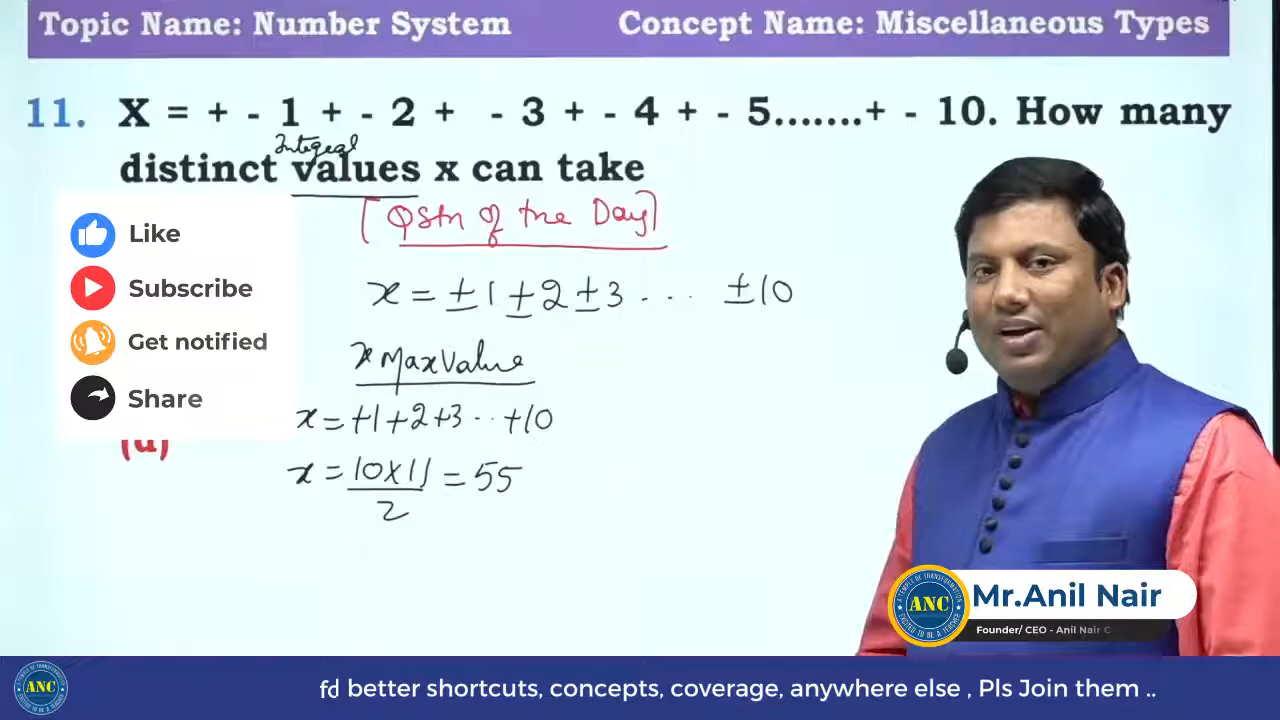 Topic Name: Number System
Concept Name: Miscellaneous Types
11. X = + - 1 + - 2 + - 3 + - 4 + - 5.......+ - 10. How many
Integral
distinct values x can take
[Qstn of the Day]
Like
Subscribe
Get notified
Share
x = ±1 ±2 ±3 ... ±10
x Max Value
x = +1+2+3 ... +10
x = 10×11/2 = 55
(d)
ANC
Mr.Anil Nair
Founder/ CEO - Anil Nair C
ANC
fd better shortcuts, concepts, coverage, anywhere else , Pls Join them ..